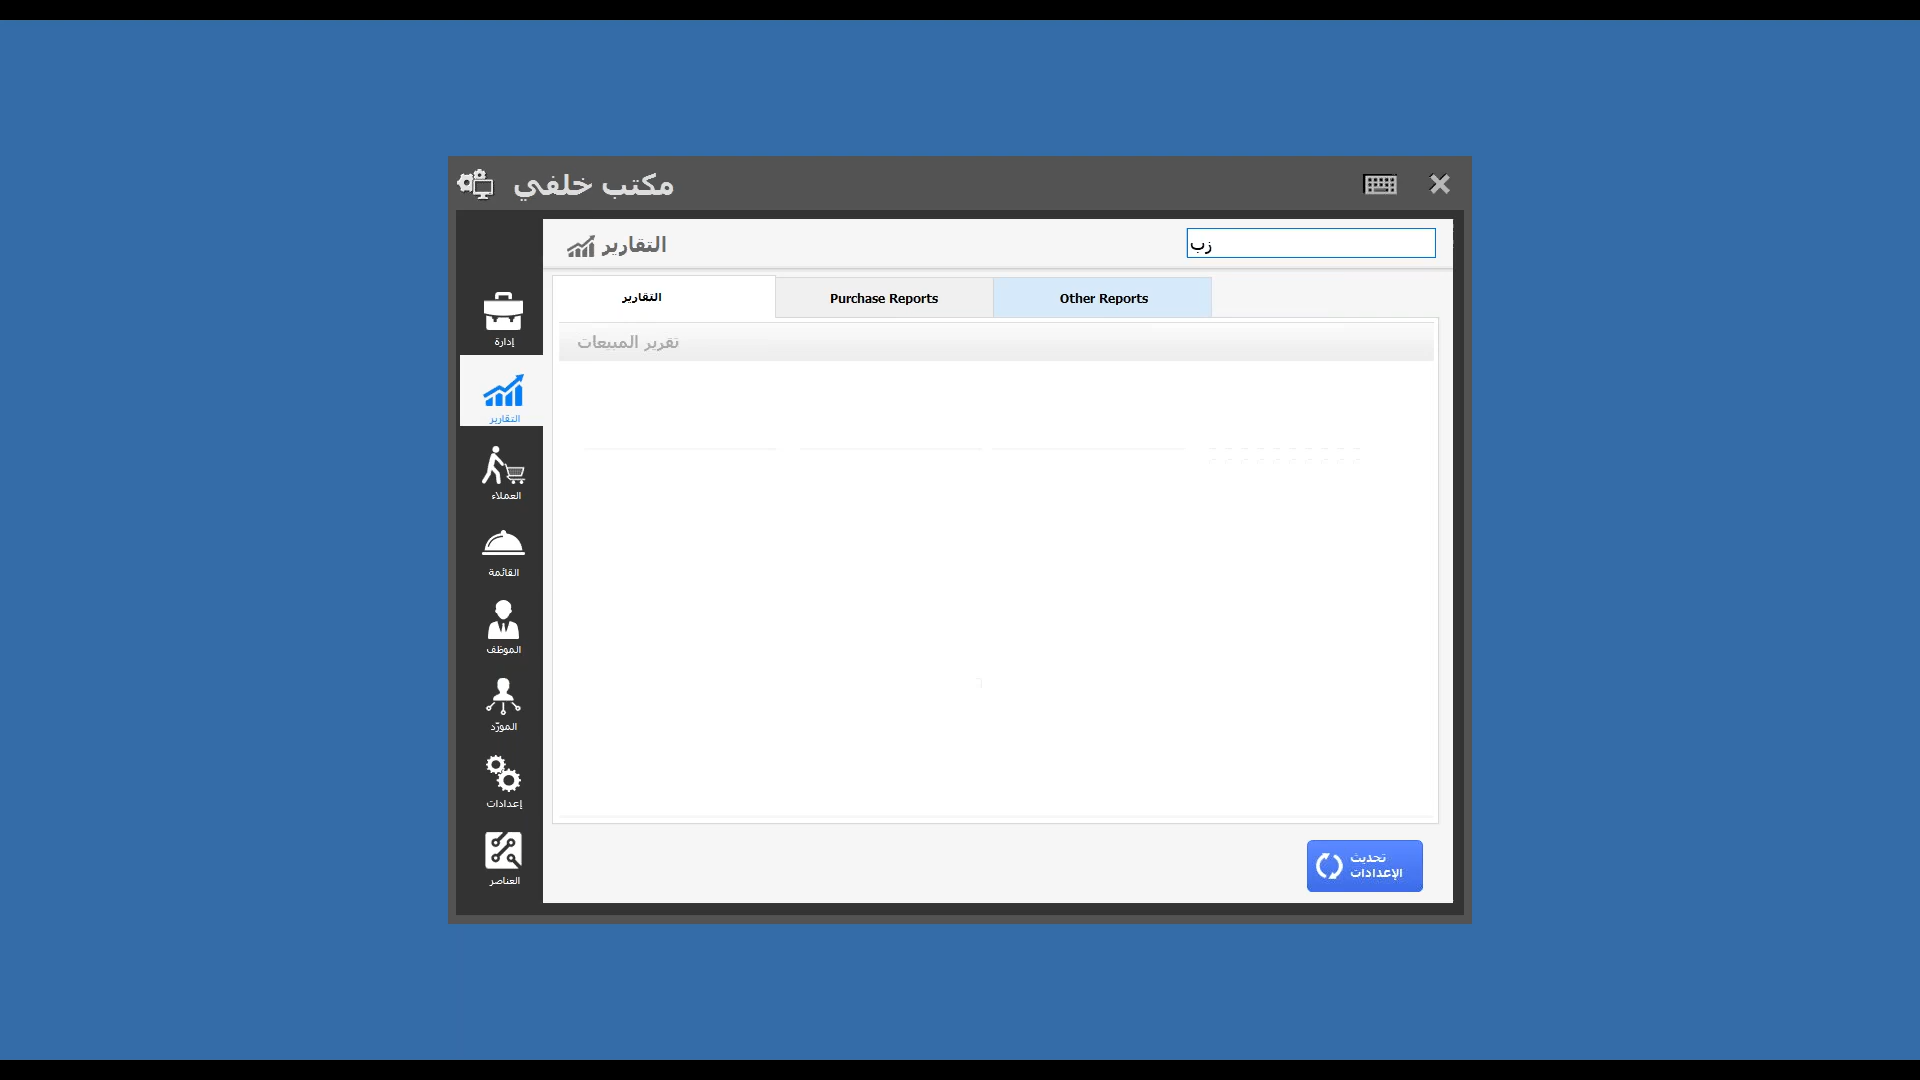 مكتب خلفي
التقارير
زب
التقارير
Purchase Reports
Other Reports
تقرير المبيعات
إدارة
التقارير
العملاء
القائمة
الموظف
المورّد
إعدادات
العناصر
تحديث
الإعدادات